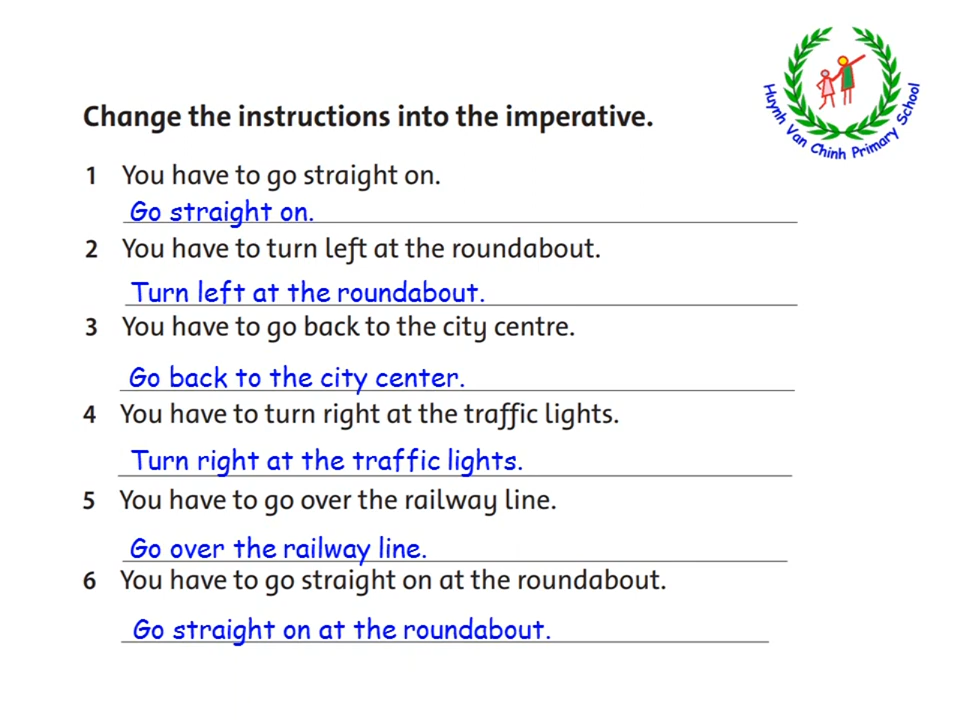 Huynh Van Chinh Primary School
Change the instructions into the imperative.
1 You have to go straight on.
Go straight on.
2 You have to turn left at the roundabout.
Turn left at the roundabout.
3 You have to go back to the city centre.
Go back to the city center.
4 You have to turn right at the traffic lights.
Turn right at the traffic lights.
5 You have to go over the railway line.
Go over the railway line.
6 You have to go straight on at the roundabout.
Go straight on at the roundabout.